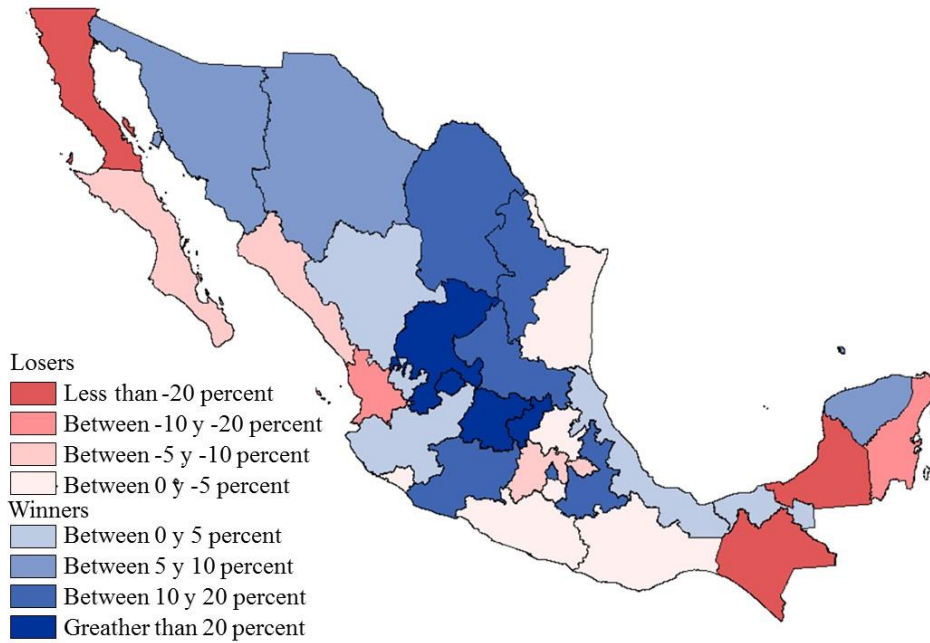 Losers
Less than -20 percent
Between -10 y -20 percent
Between -5 y -10 percent
Between 0 y -5 percent
Winners
Between 0 y 5 percent
Between 5 y 10 percent
Between 10 y 20 percent
Greather than 20 percent